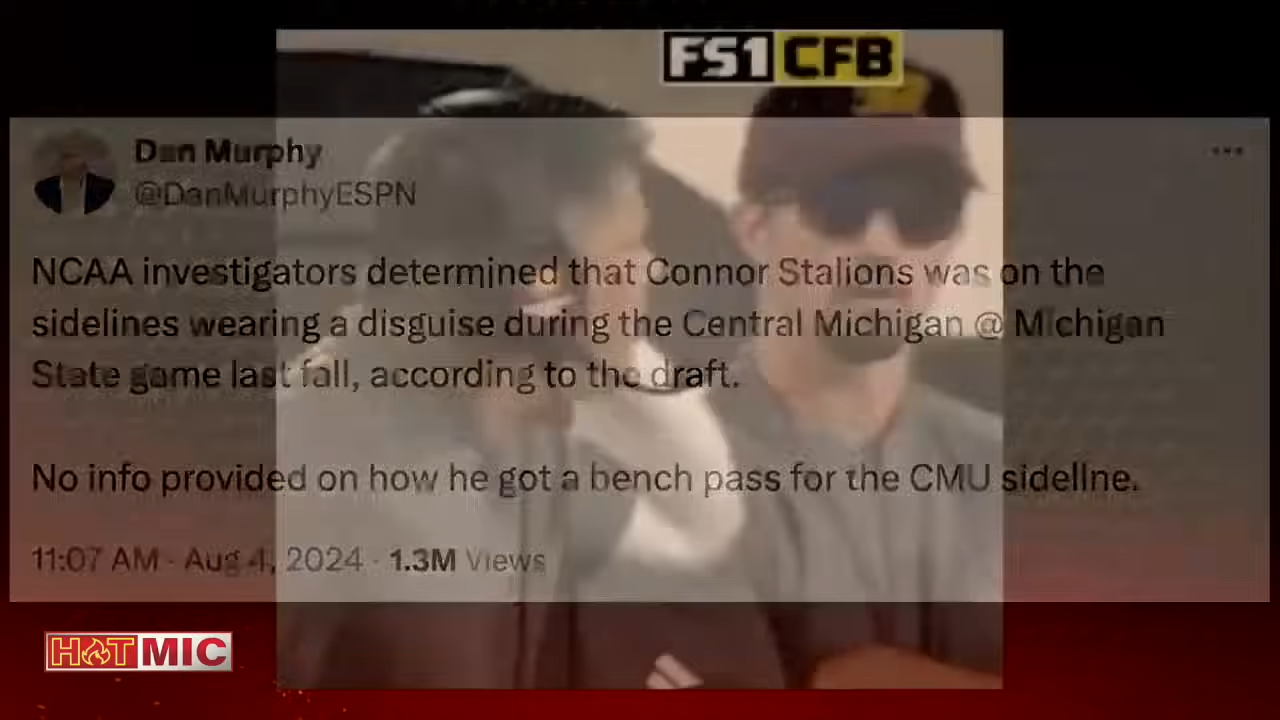 FS1 CFB
Dan Murphy
@DanMurphyESPN
NCAA investigators determined that Connor Stalions was on the
sidelines wearing a disguise during the Central Michigan @ Michigan
State game last fall, according to the draft.
No info provided on how he got a bench pass for the CMU sideline.
11:07 AM · Aug 4, 2024 · 1.3M Views
HOT MIC